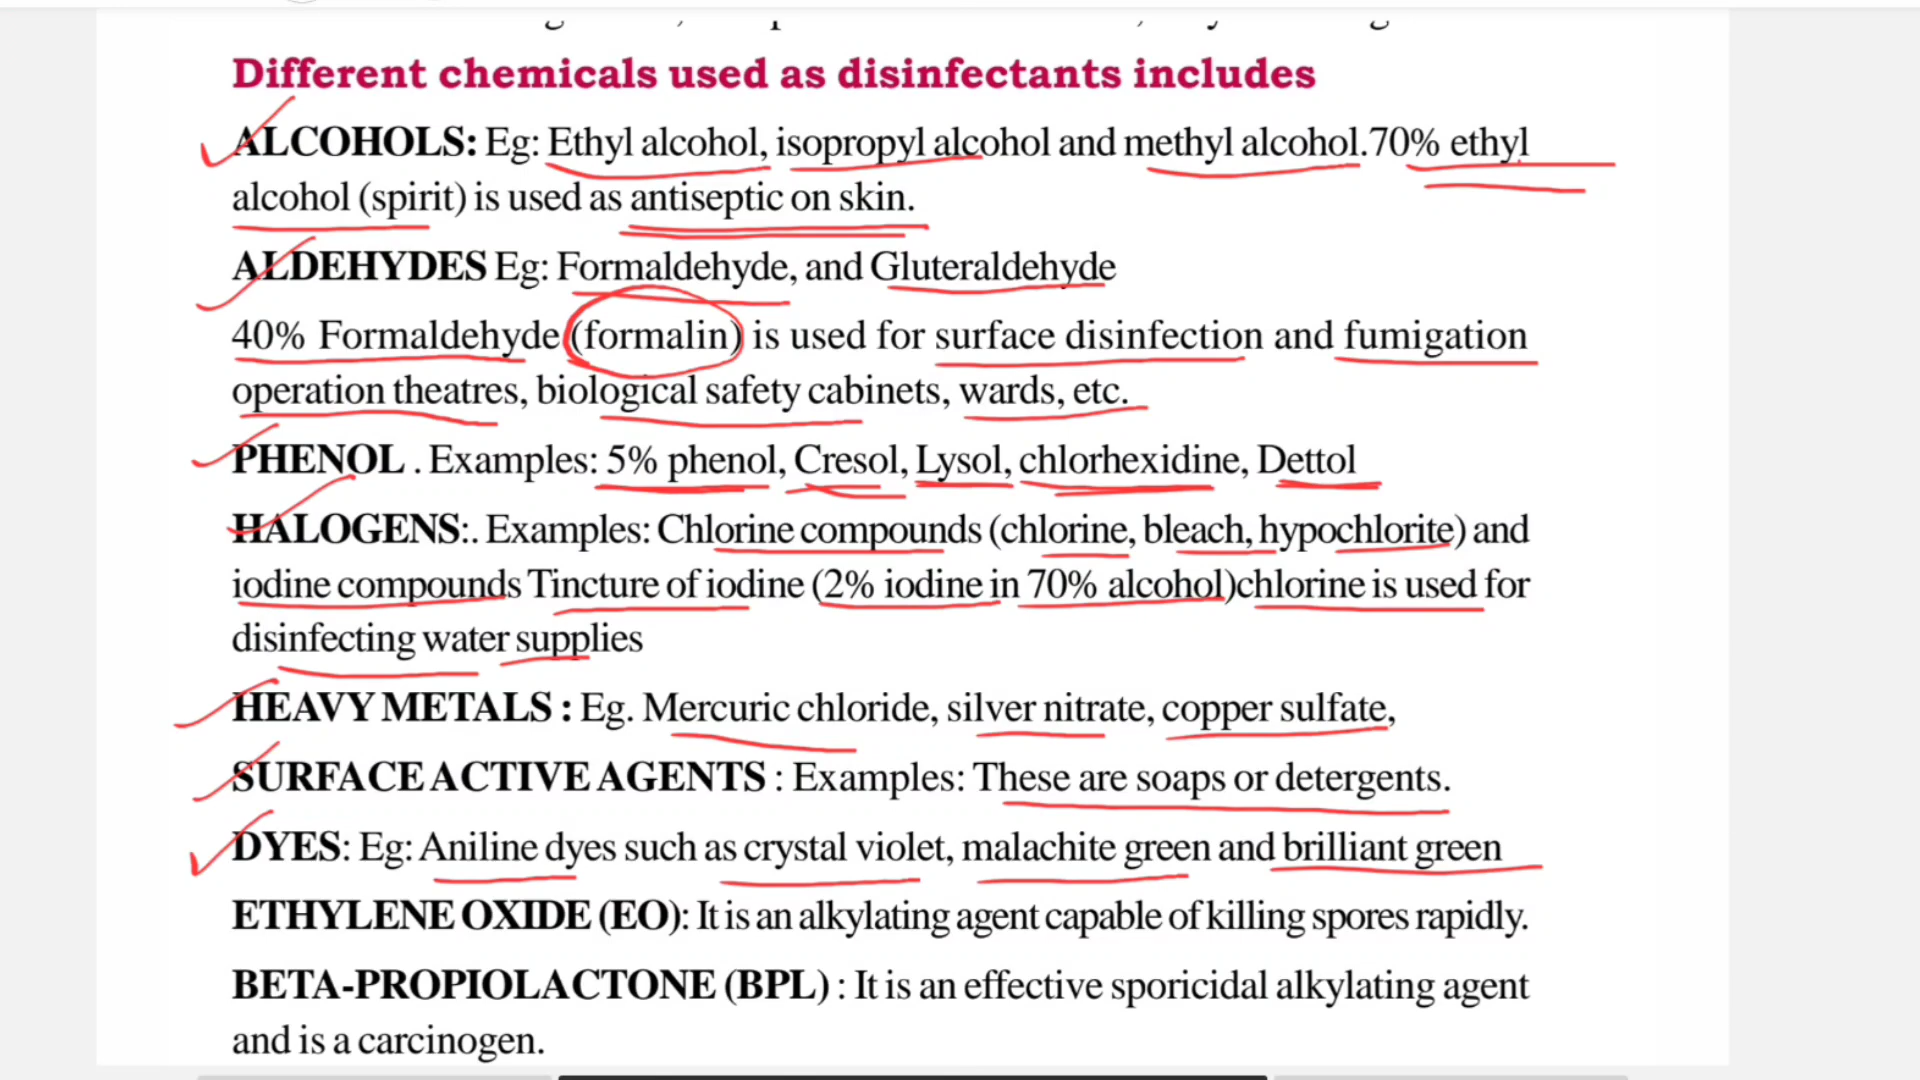 Different chemicals used as disinfectants includes
ALCOHOLS: Eg: Ethyl alcohol, isopropyl alcohol and methyl alcohol.70% ethyl
alcohol (spirit) is used as antiseptic on skin.
ALDEHYDES Eg: Formaldehyde, and Gluteraldehyde
40% Formaldehyde (formalin) is used for surface disinfection and fumigation
operation theatres, biological safety cabinets, wards, etc.
PHENOL . Examples: 5% phenol, Cresol, Lysol, chlorhexidine, Dettol
HALOGENS:. Examples: Chlorine compounds (chlorine, bleach, hypochlorite) and
iodine compounds Tincture of iodine (2% iodine in 70% alcohol)chlorine is used for
disinfecting water supplies
HEAVY METALS : Eg. Mercuric chloride, silver nitrate, copper sulfate,
SURFACE ACTIVE AGENTS : Examples: These are soaps or detergents.
DYES: Eg: Aniline dyes such as crystal violet, malachite green and brilliant green
ETHYLENE OXIDE (EO): It is an alkylating agent capable of killing spores rapidly.
BETA-PROPIOLACTONE (BPL) : It is an effective sporicidal alkylating agent
and is a carcinogen.